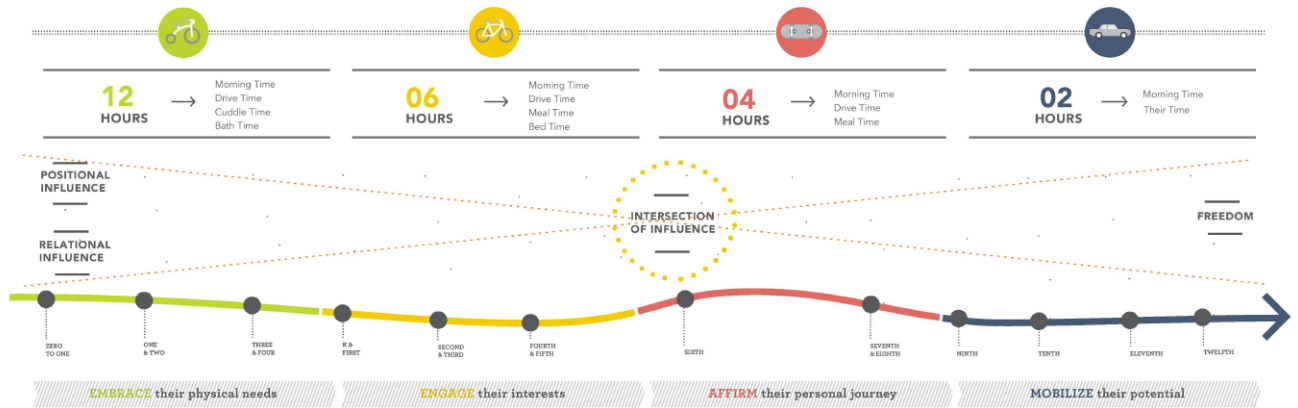 12
HOURS
Morning Time
Drive Time
Cuddle Time
Bath Time
06
HOURS
Morning Time
Drive Time
Meal Time
Bed Time
04
HOURS
Morning Time
Drive Time
Meal Time
02
HOURS
Morning Time
Their Time
POSITIONAL
INFLUENCE
RELATIONAL
INFLUENCE
INTERSECTION
OF INFLUENCE
FREEDOM
ZERO
TO ONE
ONE
& TWO
THREE
& FOUR
K &
FIRST
SECOND
& THIRD
FOURTH
& FIFTH
SIXTH
SEVENTH
& EIGHTH
NINTH
TENTH
ELEVENTH
TWELFTH
EMBRACE their physical needs
ENGAGE their interests
AFFIRM their personal journey
MOBILIZE their potential